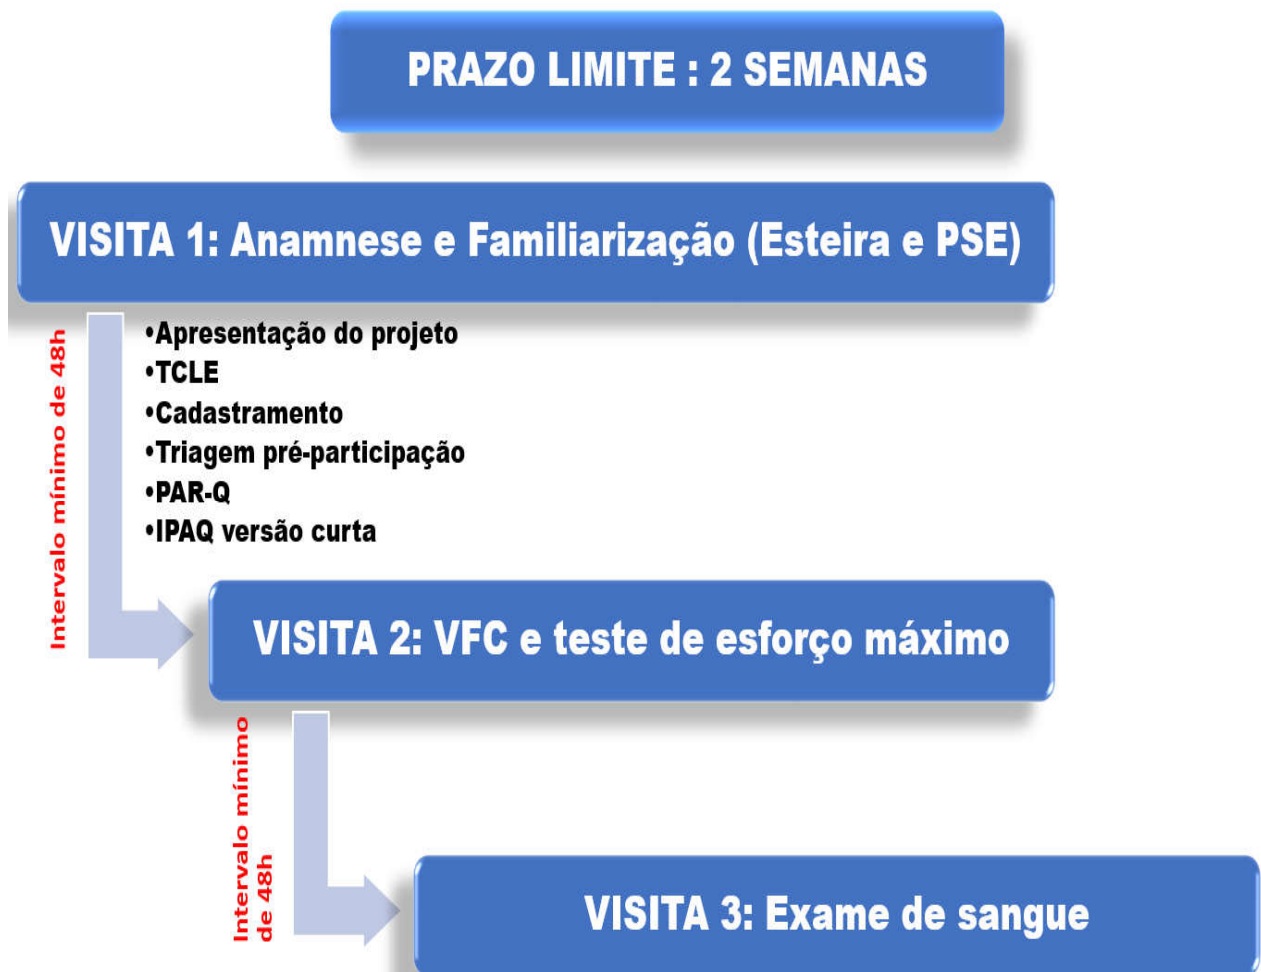 PRAZO LIMITE : 2 SEMANAS
VISITA 1: Anamnese e Familiarização (Esteira e PSE)
Intervalo mínimo de 48h
•Apresentação do projeto
•TCLE
•Cadastramento
•Triagem pré-participação
•PAR-Q
•IPAQ versão curta
VISITA 2: VFC e teste de esforço máximo
Intervalo mínimo
de 48h
VISITA 3: Exame de sangue